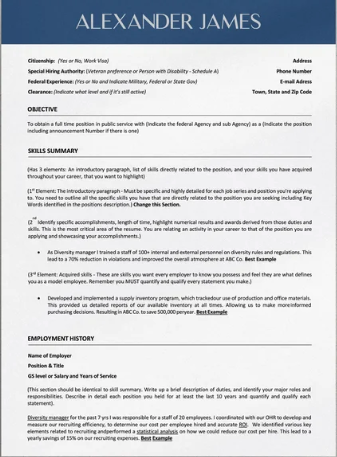 ALEXANDER JAMES
Citizenship: (Yes or No, Work Visa) Address
Special Hiring Authority: (Veteran preference or Person with Disability - Schedule A) Phone Number
Federal Experience: (Yes or No and Indicate Military, Federal or State Gov) E-mail Adress
Clearance: (Indicate what level and if it's still active) Town, State and Zip Code
OBJECTIVE
To obtain a full time position in public service with (Indicate the federal Agency and sub Agency) as a (Indicate the position including announcement Number if there is one)
SKILLS SUMMARY
(Has 3 elements: An introductory paragraph, list of skills directly related to the position, and your skills you have acquired
throughout your career, that you want to highlight)
(1st Element: The Introductory paragraph - Must be specific and highly detailed for each job series and position you're applying
to. You need to outline all the specific skills you have that are directly related to the position you are seeking including Key
Words identified in the positions description.) Change this Section.
(2nd Identify specific accomplishments, length of time, highlight numerical results and awards derived from those duties and
skills. This is the most critical area of the resume. You are relating an activity in your career to that of the position you are
applying and showcasing your accomplishments.)
• As Diversity manager I trained a staff of 100+ internal and external personnel on diversity rules and regulations. This
lead to a 70% reduction in violations and improved the overall atmosphere at ABC Co. Best Example
(3rd Element: Acquired skills - These are skills you want every employer to know you possess and feel they are what defines
you as a model employee. Remember you MUST quantify and qualify every statement you make.)
• Developed and implemented a supply inventory program, which trackedour use of production and office materials.
This provided us detailed reports of our available inventory at all times. Allowing us to make moreinformed
purchasing decisions. Resulting in ABC Co. to save 500,000 peryear. Best Example
EMPLOYMENT HISTORY
Name of Employer
Position & Title
GS level or Salary and Years of Service
(This section should be identical to skill summary, Write up a brief description of duties, and identify your major roles and
responsibilities. Describe in detail each position you held for at least the last 10 years and quantify and qualify each
statement).
Diversity manager for the past 7 yrs I was responsible for a staff of 20 employees. I coordinated with our OHR to develop and
measure our recruiting efficiency, to determine our cost per employee hired and accurate ROI. We identified various key
elements related to recruiting andperformed a statistical analysis on how we could reduce our cost per hire. This lead to a
yearly savings of 15% on our recruiting expenses. Best Example